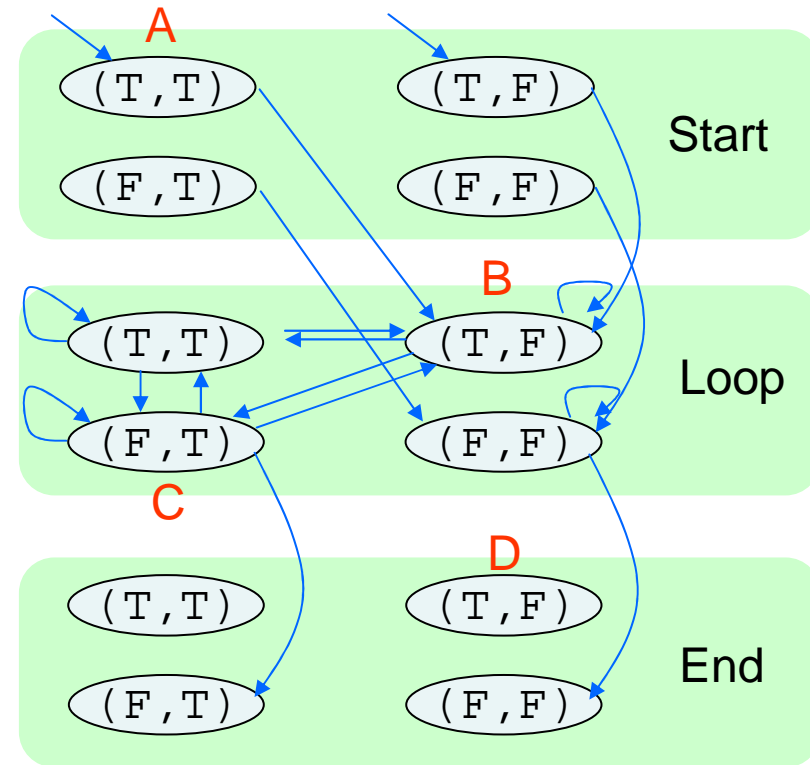 A
(T,T) (T,F)
Start
(F,T) (F,F)
B
(T,T) (T,F)
Loop
(F,T) (F,F)
C
D
(T,T) (T,F)
End
(F,T) (F,F)